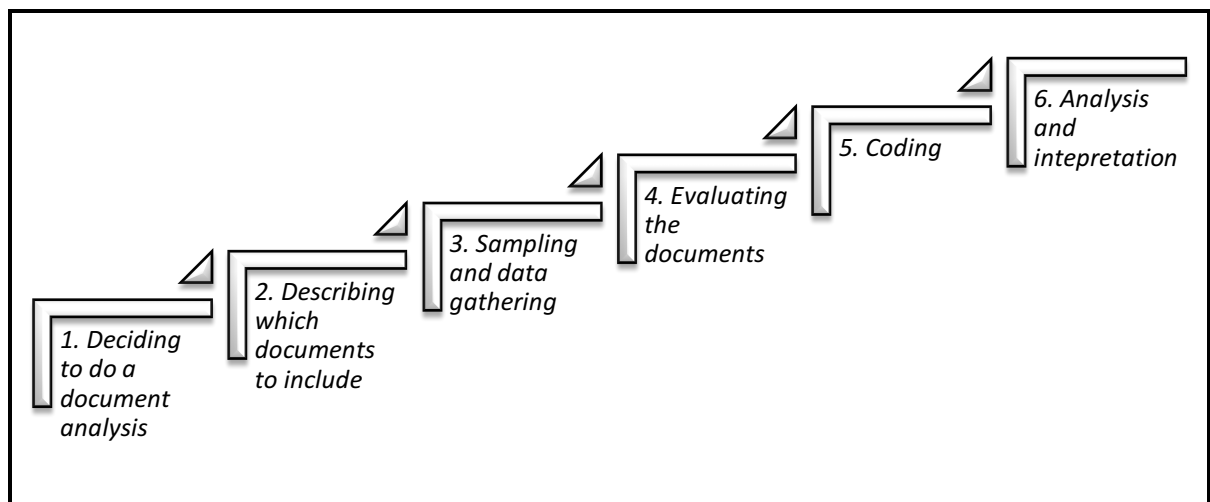 1. Deciding
to do a
document
analysis
2. Describing
which
documents
to include
3. Sampling
and data
gathering
4. Evaluating
the
documents
5. Coding
6. Analysis
and
intepretation